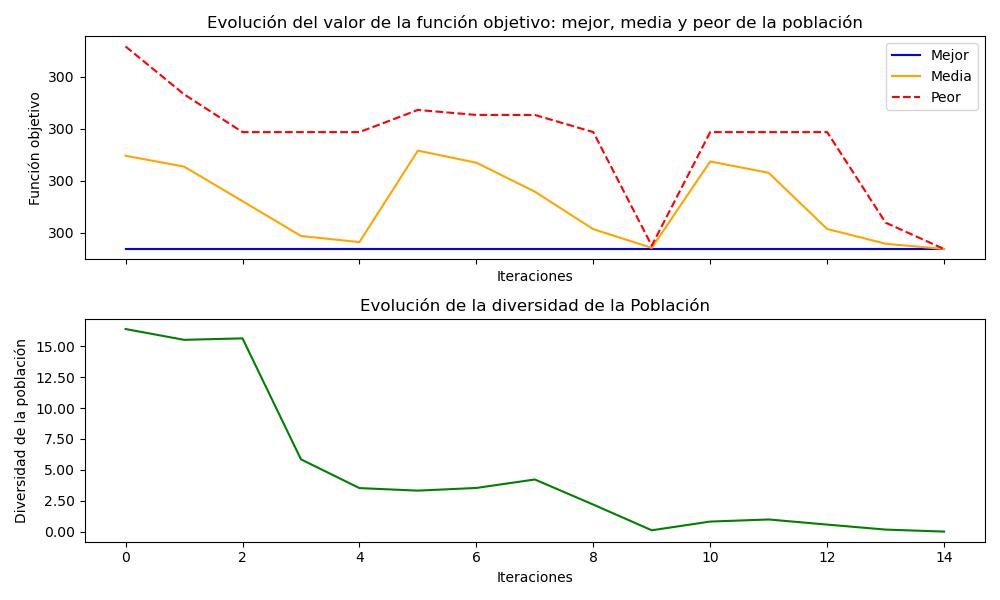 Evolución del valor de la función objetivo: mejor, media y peor de la población
Función objetivo
300
300
300
300
Mejor
Media
Peor
Iteraciones
Evolución de la diversidad de la Población
Diversidad de la población
15.00
12.50
10.00
7.50
5.00
2.50
0.00
0 2 4 6 8 10 12 14
Iteraciones